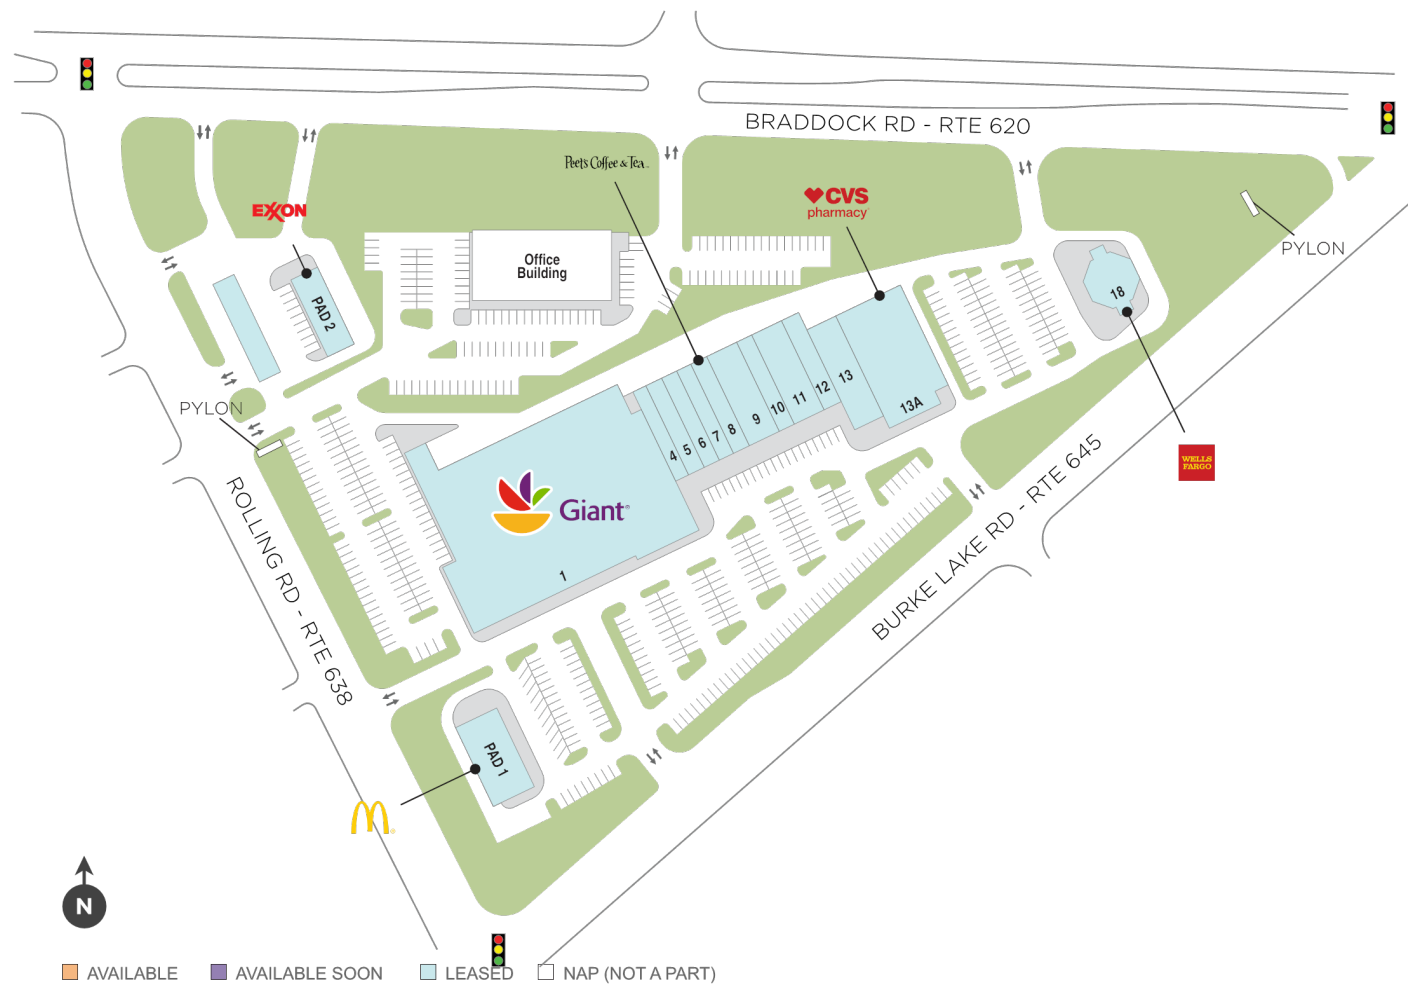 BRADDOCK RD - RTE 620
Peet's Coffee & Tea
CVS
pharmacy
EXXON
PYLON
Office
Building
18
PAD 2
13
12
11
10
9
8
7
6
5
4
13A
PYLON
WELLS
FARGO
Giant
1
ROLLING RD - RTE 638
BURKE LAKE RD - RTE 645
PAD 1
N
AVAILABLE
AVAILABLE SOON
LEASED
NAP (NOT A PART)